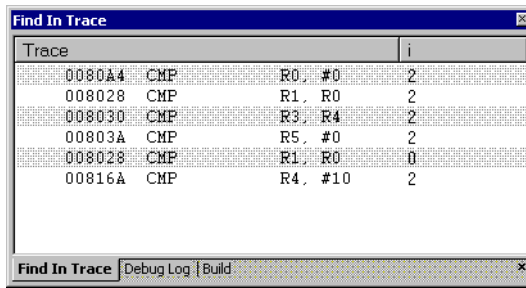 Find In Trace
Trace i
0080A4 CMP R0, #0 2
008028 CMP R1, R0 2
008030 CMP R3, R4 2
00803A CMP R5, #0 2
008028 CMP R1, R0 0
00816A CMP R4, #10 2
Find In Trace Debug Log Build